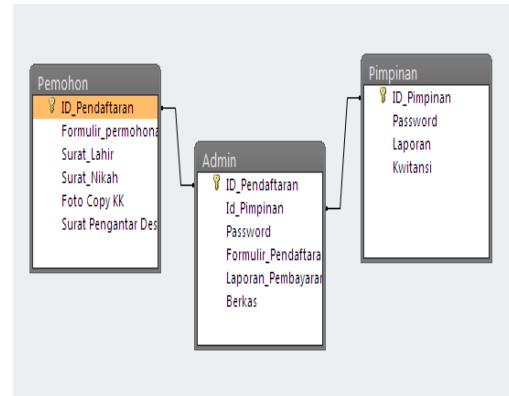 Pemohon
ID_Pendaftaran
Formulir_permohona
Surat_Lahir
Surat_Nikah
Foto Copy KK
Surat Pengantar Des
Admin
ID_Pendaftaran
Id_Pimpinan
Password
Formulir_Pendaftara
Laporan_Pembayaran
Berkas
Pimpinan
ID_Pimpinan
Password
Laporan
Kwitansi